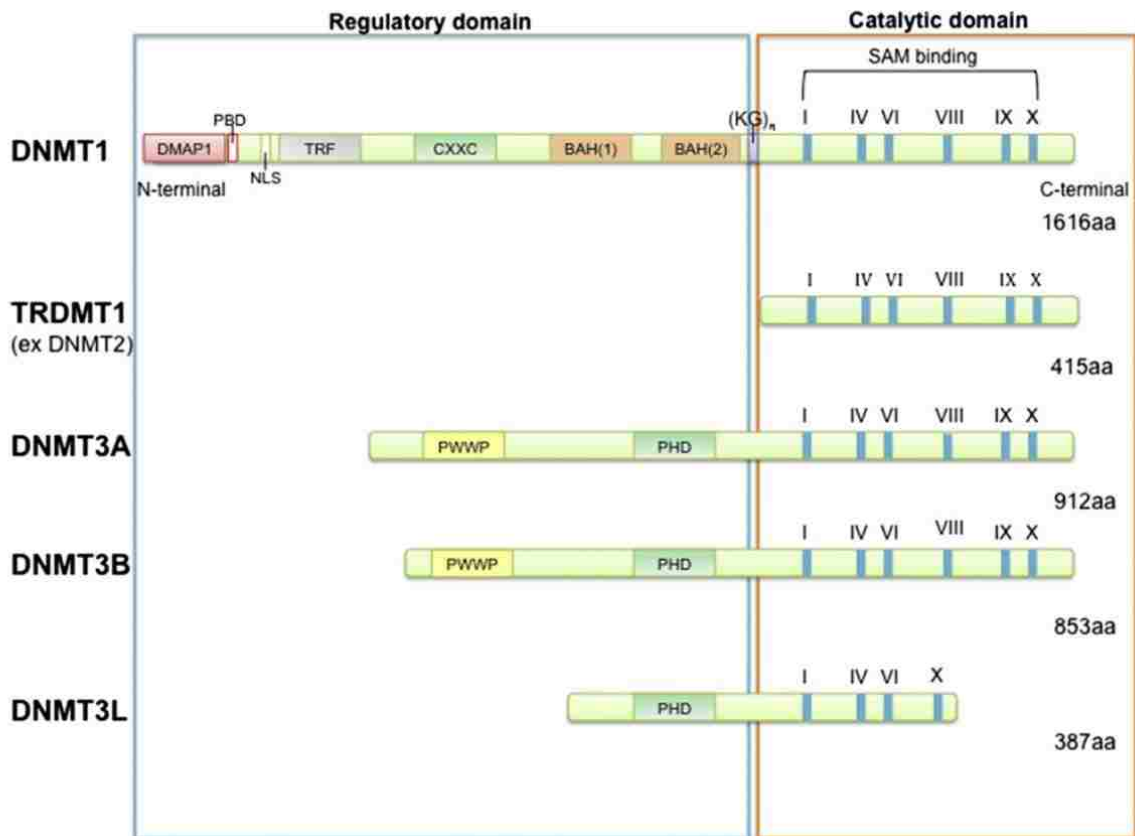 Regulatory domain
Catalytic domain
SAM binding
PBD
(KG)n
I IV VI VIII IX X
DNMT1
DMAP1 TRF CXXC BAH(1) BAH(2)
NLS
N-terminal
C-terminal
1616aa
I IV VI VIII IX X
TRDMT1
(ex DNMT2)
415aa
I IV VI VIII IX X
DNMT3A
PWWP PHD
912aa
I IV VI VIII IX X
DNMT3B
PWWP PHD
853aa
I IV VI X
DNMT3L
PHD
387aa